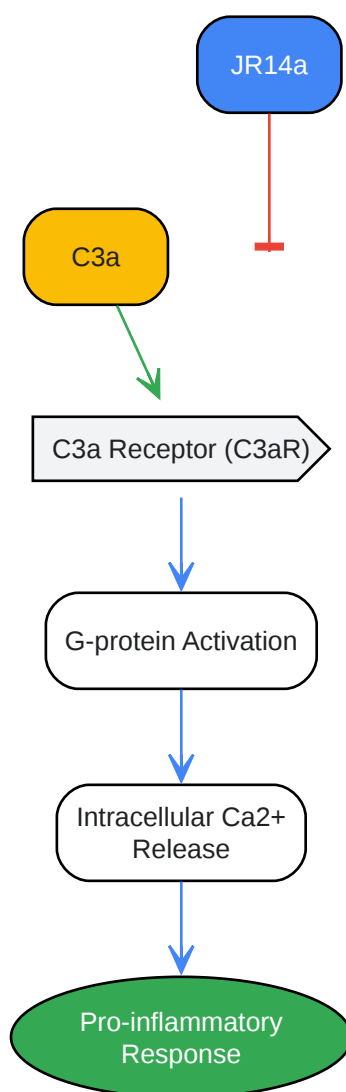 JR14a
C3a
C3a Receptor (C3aR)
G-protein Activation
Intracellular Ca2+
Release
Pro-inflammatory
Response